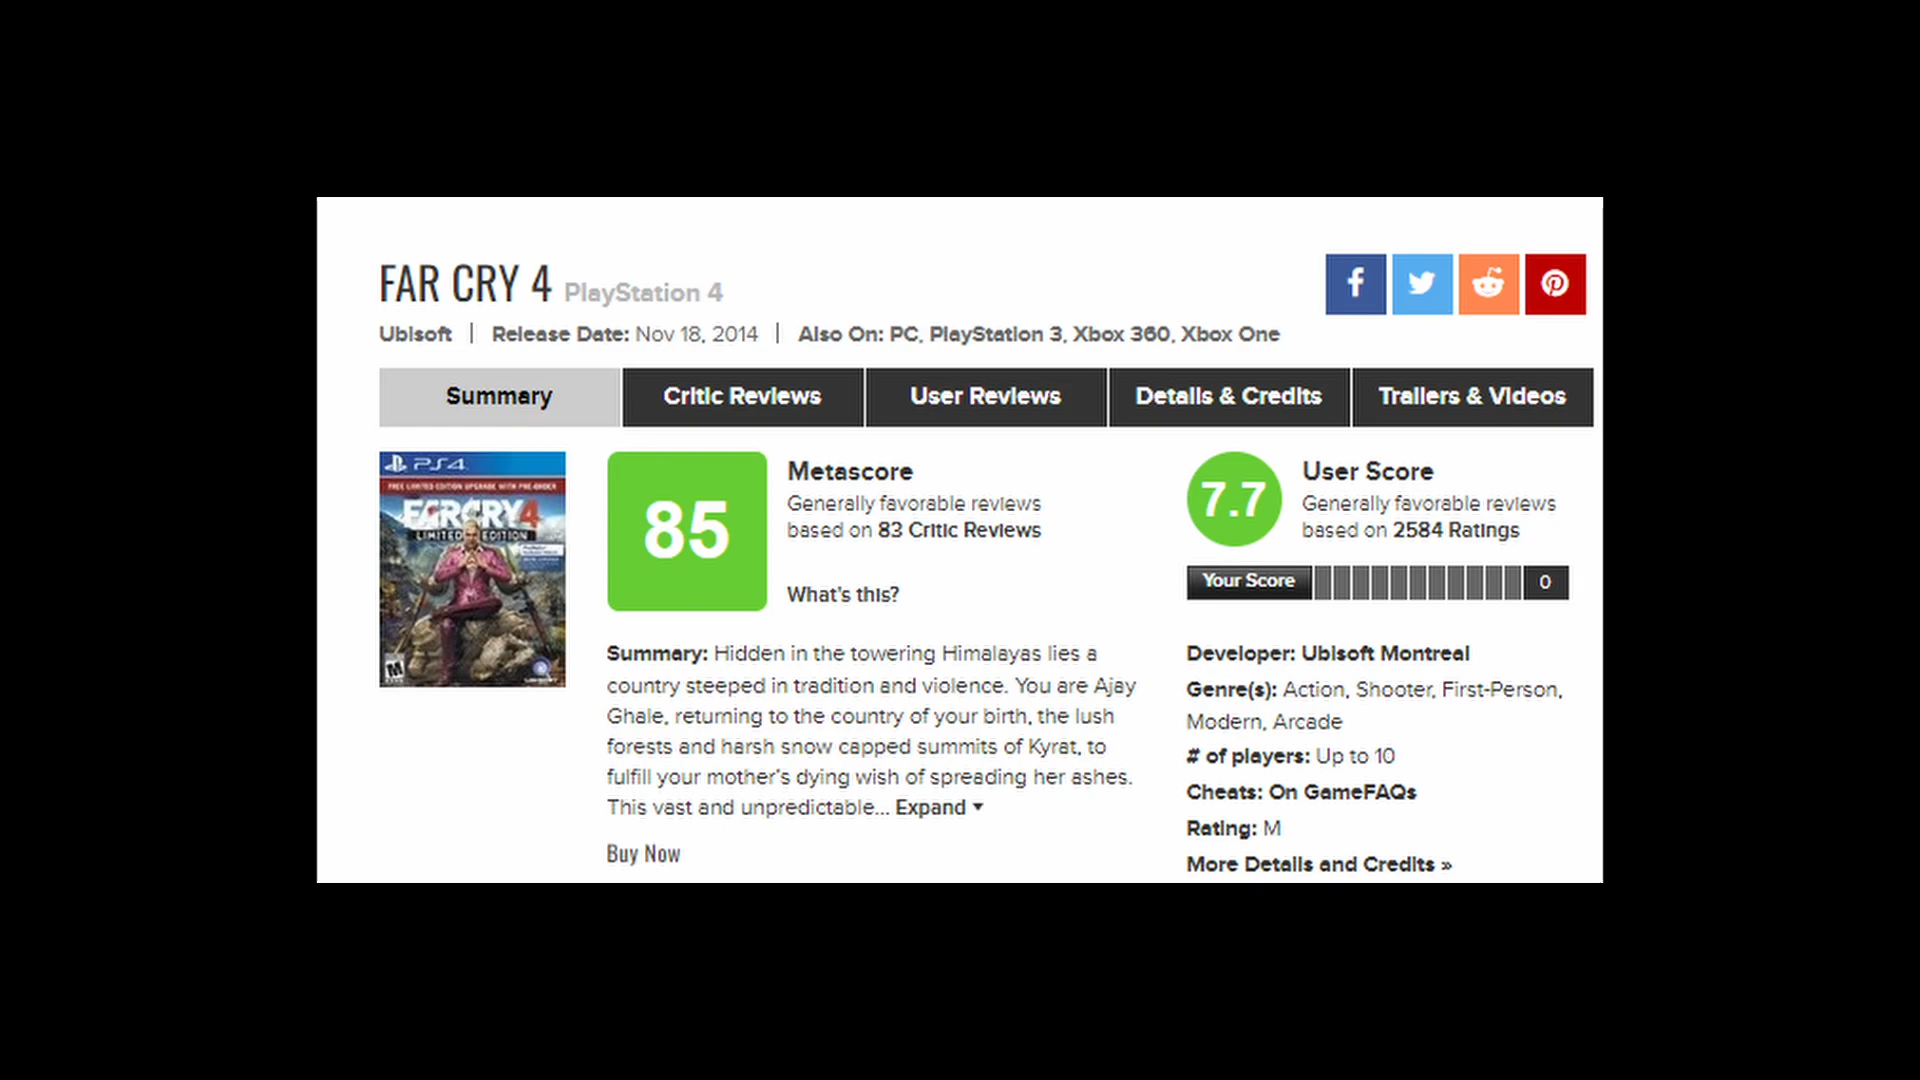 FAR CRY 4 PlayStation 4
Ubisoft | Release Date: Nov 18, 2014 | Also On: PC, PlayStation 3, Xbox 360, Xbox One
Summary
Critic Reviews
User Reviews
Details & Credits
Trailers & Videos
PS4
FREE LIMITED EDITION UPGRADE WITH PRE-ORDER
FARCRY4
LIMITED EDITION
M
85
Metascore
Generally favorable reviews
based on 83 Critic Reviews
What's this?
7.7
User Score
Generally favorable reviews
based on 2584 Ratings
Your Score
0
Summary: Hidden in the towering Himalayas lies a
country steeped in tradition and violence. You are Ajay
Ghale, returning to the country of your birth, the lush
forests and harsh snow capped summits of Kyrat, to
fulfill your mother's dying wish of spreading her ashes.
This vast and unpredictable... Expand
Buy Now
Developer: Ubisoft Montreal
Genre(s): Action, Shooter, First-Person,
Modern, Arcade
# of players: Up to 10
Cheats: On GameFAQs
Rating: M
More Details and Credits »